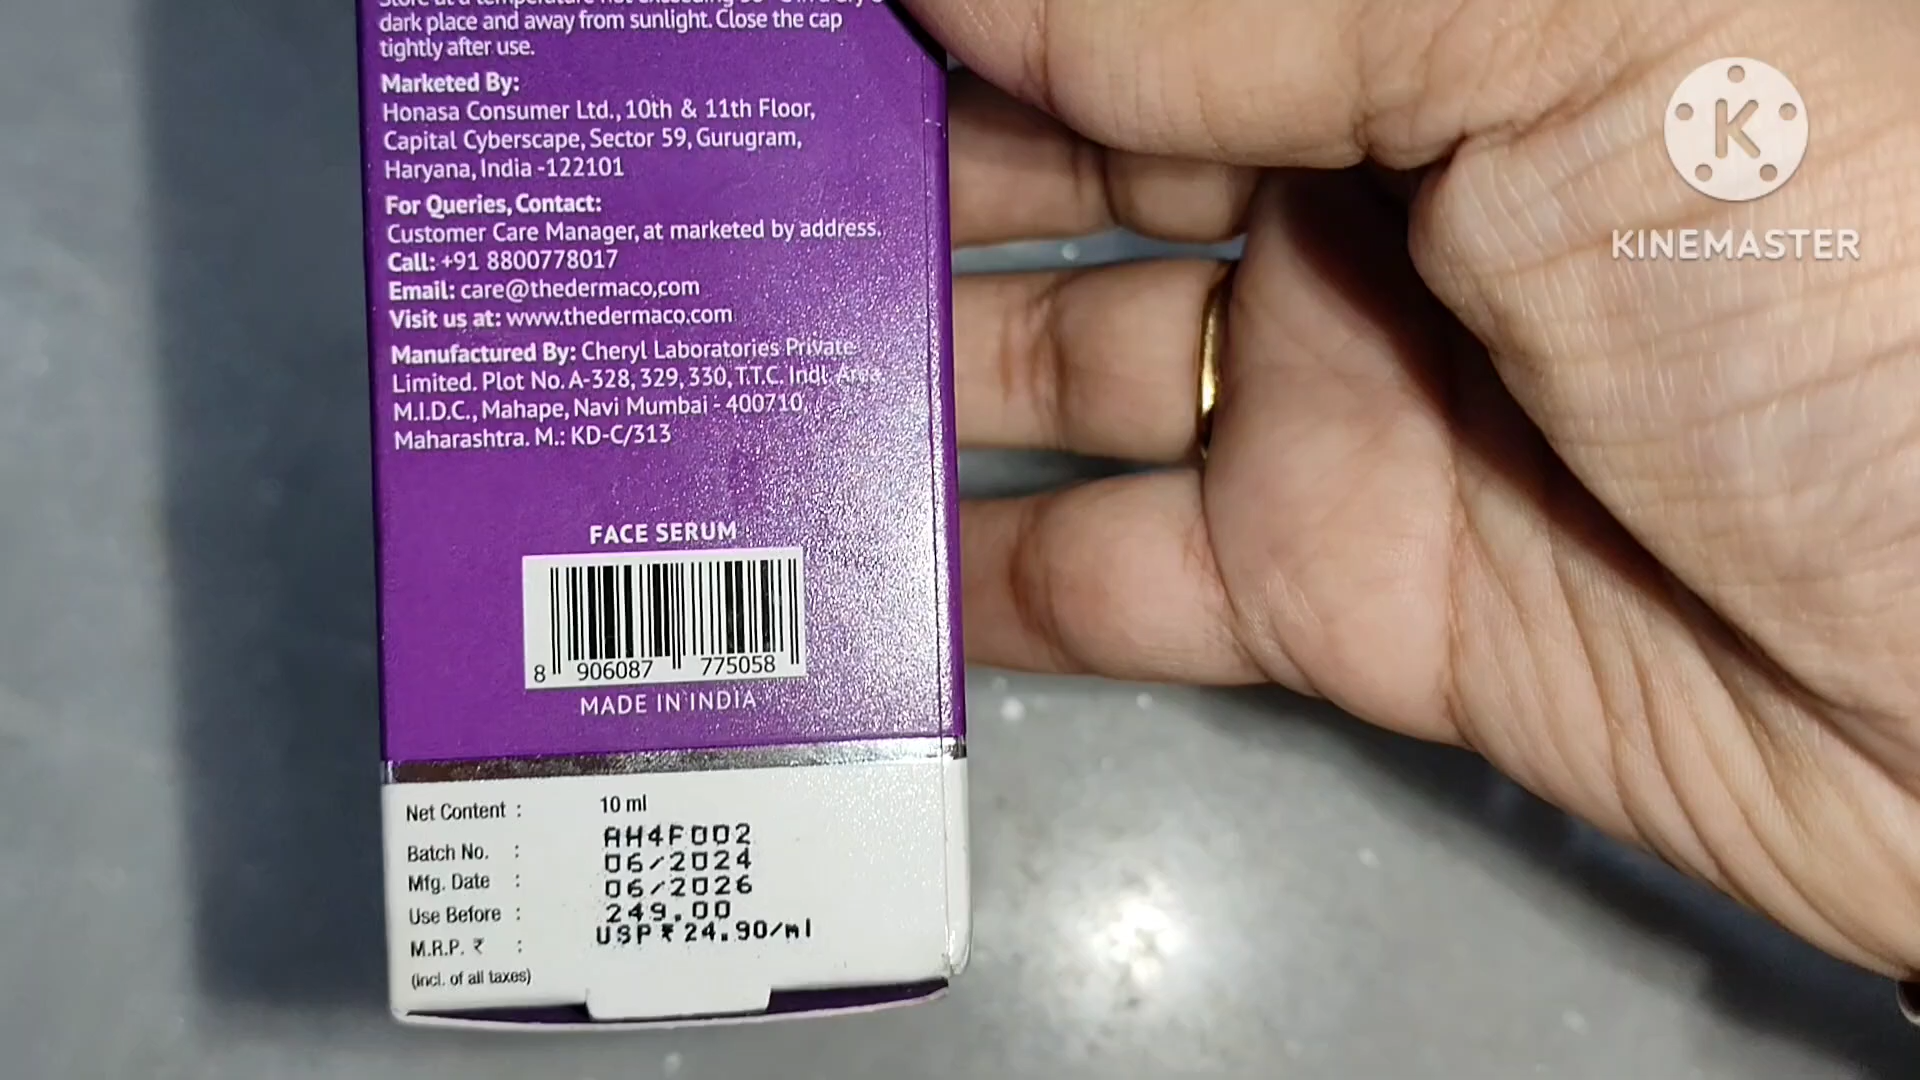 dark place and away from sunlight. Close the cap
tightly after use.
Marketed By:
Honasa Consumer Ltd., 10th & 11th Floor,
Capital Cyberscape, Sector 59, Gurugram,
Haryana, India -122101
For Queries, Contact:
Customer Care Manager, at marketed by address.
Call: +91 8800778017
Email: care@thedermaco,com
Visit us at: www.thedermaco.com
Manufactured By: Cheryl Laboratories Private
Limited. Plot No. A-328, 329, 330, T.T.C. Indl. Area
M.I.D.C., Mahape, Navi Mumbai - 400710,
Maharashtra. M.: KD-C/313
FACE SERUM
8 906087 775058
MADE IN INDIA
Net Content : 10 ml
Batch No. : AH4F002
Mfg. Date : 06/2024
Use Before : 06/2026
M.R.P. ₹ : 249.00
USP ₹ 24.90/ml
(incl. of all taxes)
K
KINEMASTER